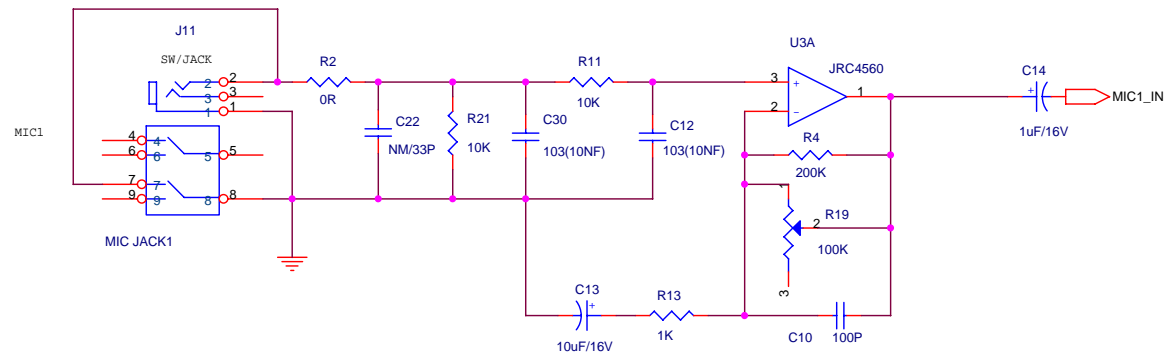 J11
SW/JACK
2 2
3 3
1 1
MIC1
4 4
6 6 5 5
7 7
9 9 8 8
MIC JACK1
R2
0R
C22
NM/33P
R21
10K
C30
103(10NF)
R11
10K
C12
103(10NF)
U3A
JRC4560
3 +
2 −
1
R4
200K
1
2
3
R19
100K
C13
+
10uF/16V
R13
1K
C10
100P
C14
+
1uF/16V
MIC1_IN